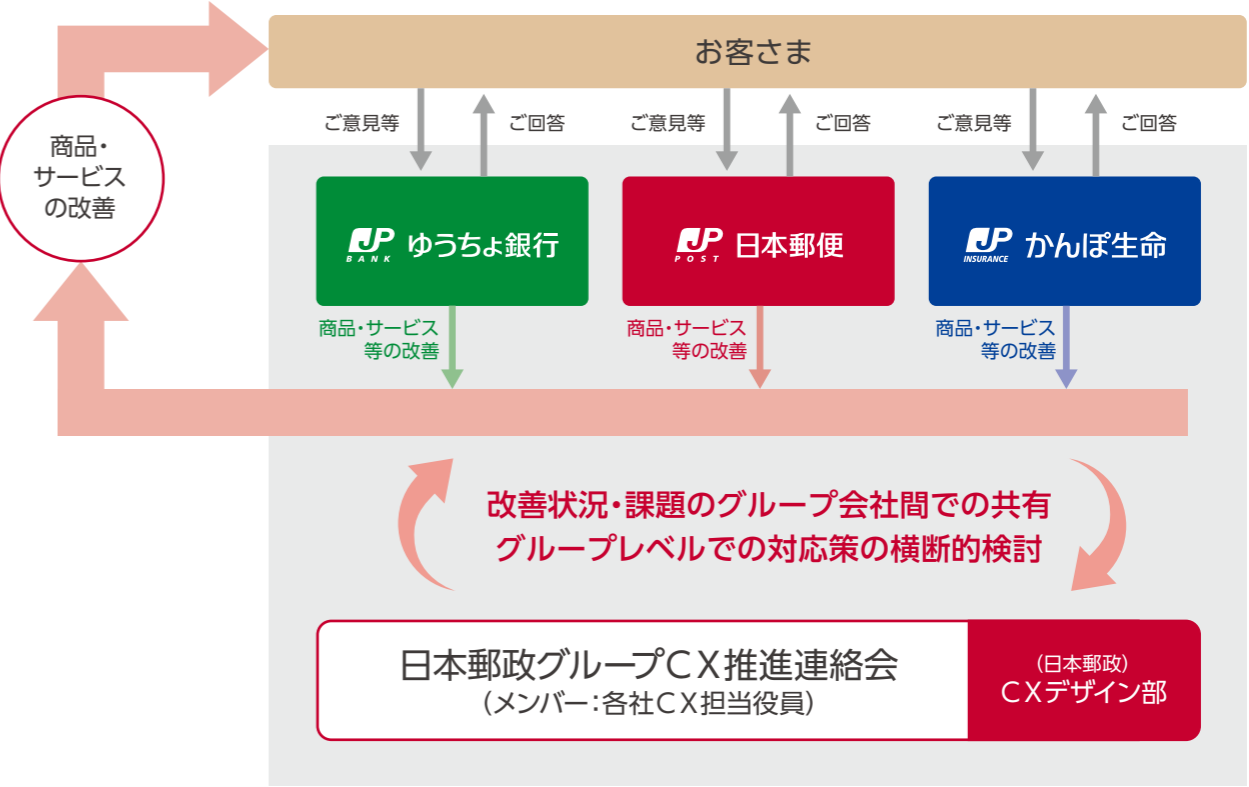 お客さま
ご意見等
ご回答
ご意見等
ご回答
ご意見等
ご回答
商品・
サービス
の改善
JP
BANK
ゆうちょ銀行
JP
POST
日本郵便
JP
INSURANCE
かんぽ生命
商品・サービス
等の改善
商品・サービス
等の改善
商品・サービス
等の改善
改善状況・課題のグループ会社間での共有
グループレベルでの対応策の横断的検討
日本郵政グループCX推進連絡会
(メンバー:各社CX担当役員)
(日本郵政)
CXデザイン部